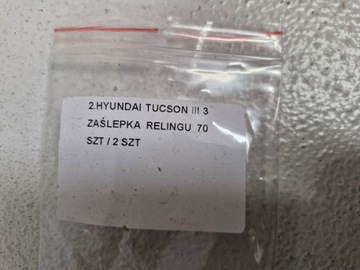 2.HYUNDAI TUCSON III 3
ZAŚLEPKA RELINGU 70
SZT / 2 SZT